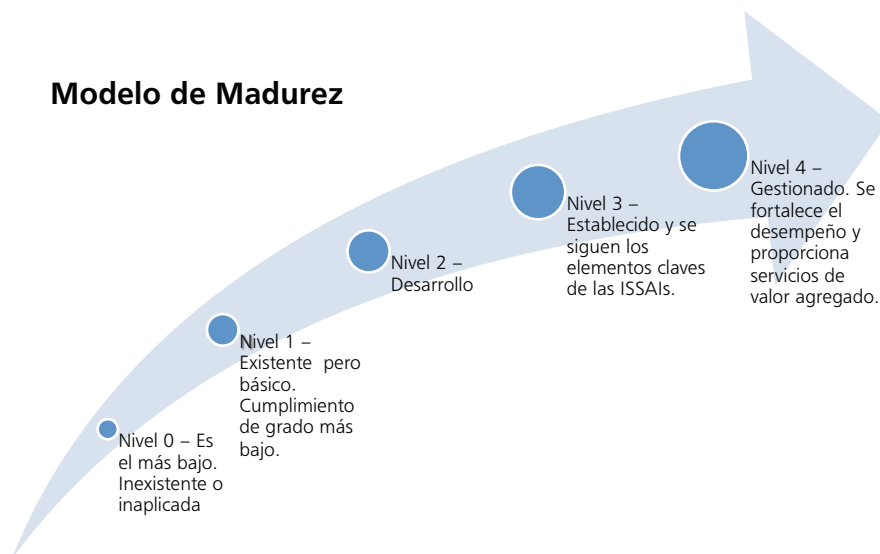 Modelo de Madurez
Nivel 0 – Es
el más bajo.
Inexistente o
inaplicada
Nivel 1 –
Existente  pero
básico.
Cumplimiento
de grado más
bajo.
Nivel 2 –
Desarrollo
Nivel 3 –
Establecido y se
siguen los
elementos claves
de las ISSAIs.
Nivel 4 –
Gestionado. Se
fortalece el
desempeño y
proporciona
servicios de
valor agregado.